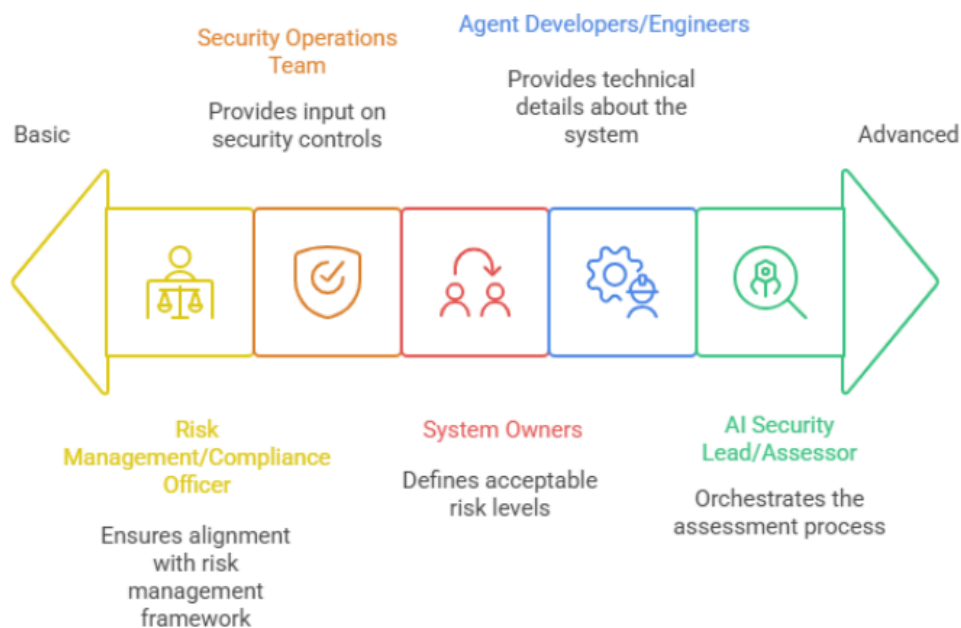 Security Operations
Team
Provides input on
security controls
Agent Developers/Engineers
Provides technical
details about the
system
Basic
Advanced
Risk
Management/Compliance
Officer
Ensures alignment
with risk
management
framework
System Owners
Defines acceptable
risk levels
AI Security
Lead/Assessor
Orchestrates the
assessment process